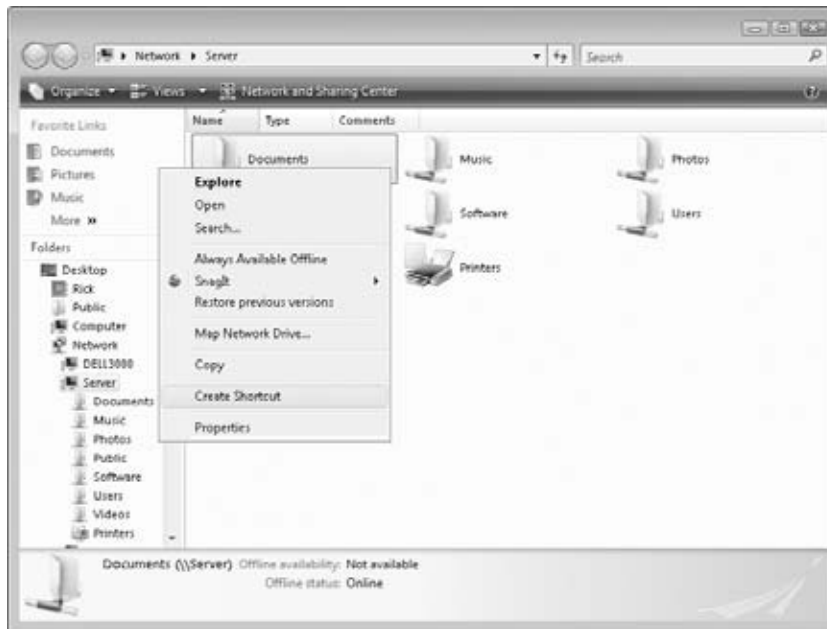 Network ▸ Server
Search
Organize Views Network and Sharing Center
Favorite Links
Documents
Pictures
Music
More »
Folders
Desktop
Rick
Public
Computer
Network
DELL3000
Server
Documents
Music
Photos
Public
Software
Users
Videos
Printers
Name Type Comments
Documents Music Photos
Software Users
Printers
Explore
Open
Search...
Always Available Offline
SnagIt
Restore previous versions
Map Network Drive...
Copy
Create Shortcut
Properties
Documents (\\Server) Offline availability: Not available
Offline status: Online